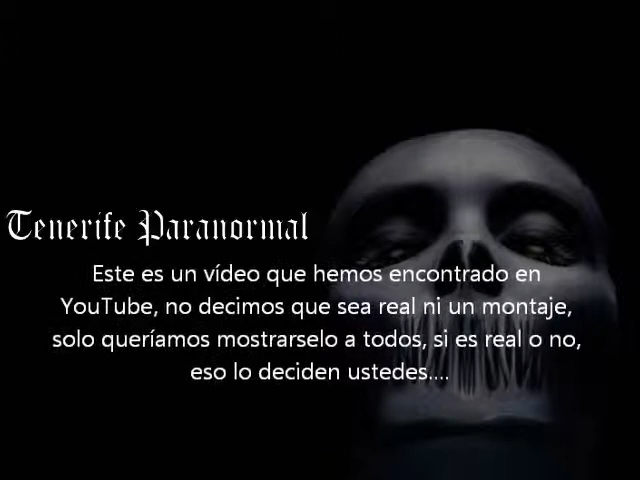 Tenerife Paranormal
Este es un vídeo que hemos encontrado en
YouTube, no decimos que sea real ni un montaje,
solo queríamos mostrarselo a todos, si es real o no,
eso lo deciden ustedes....